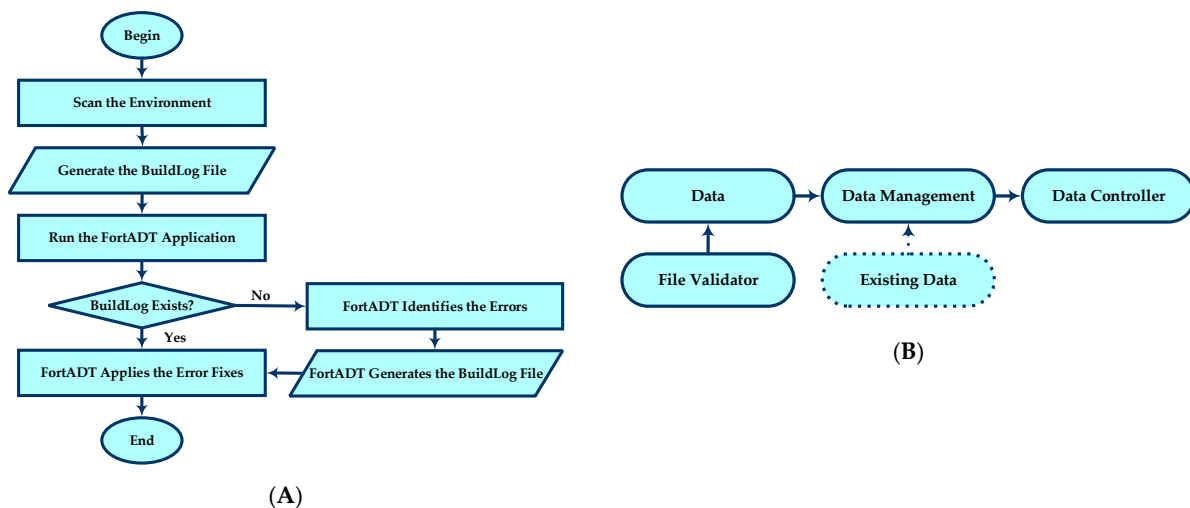 Begin
Scan the Environment
Generate the BuildLog File
Run the FortADT Application
BuildLog Exists?
No
FortADT Identifies the Errors
Yes
FortADT Applies the Error Fixes
FortADT Generates the BuildLog File
End
(A)
Data
Data Management
Data Controller
File Validator
Existing Data
(B)